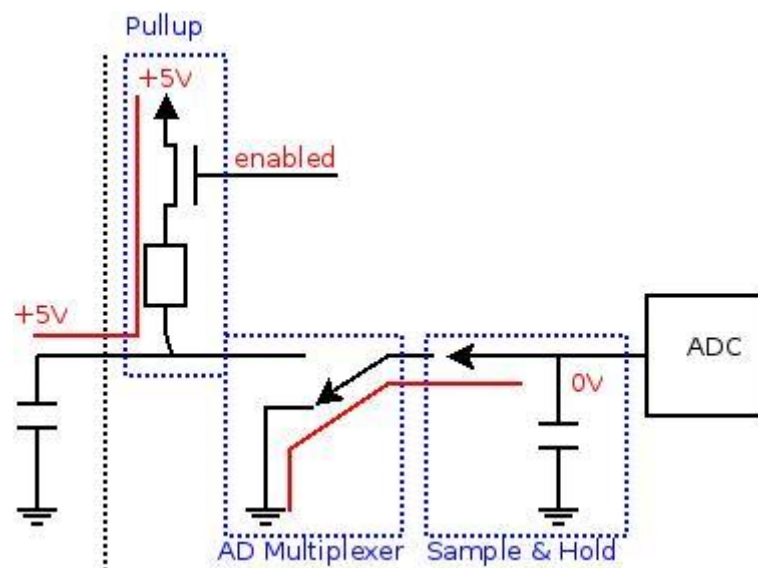 Pullup
+5V
enabled
+5V
ADC
0V
AD Multiplexer
Sample & Hold